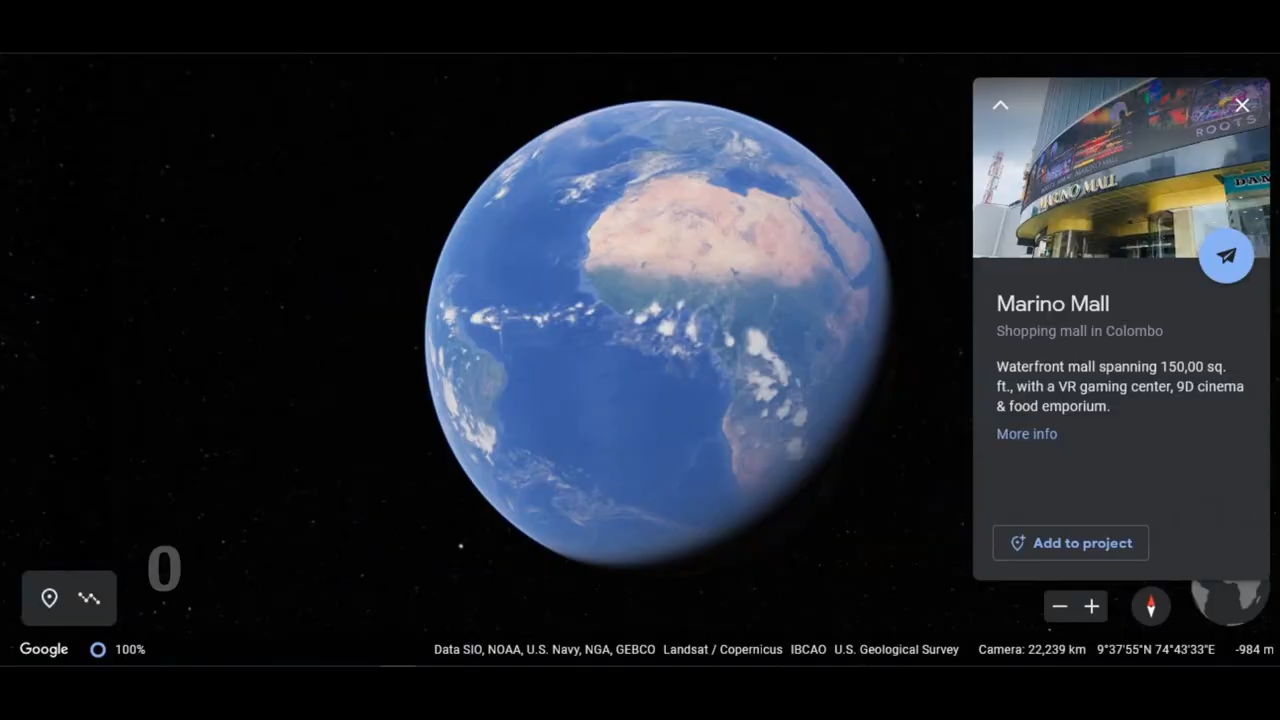 ROOTS
MARINO MALL
DAN
Marino Mall
Shopping mall in Colombo
Waterfront mall spanning 150,00 sq.
ft., with a VR gaming center, 9D cinema
& food emporium.
More info
Add to project
0
Google
100%
Data SIO, NOAA, U.S. Navy, NGA, GEBCO Landsat / Copernicus IBCAO U.S. Geological Survey
Camera: 22,239 km 9°37'55"N 74°43'33"E -984 m